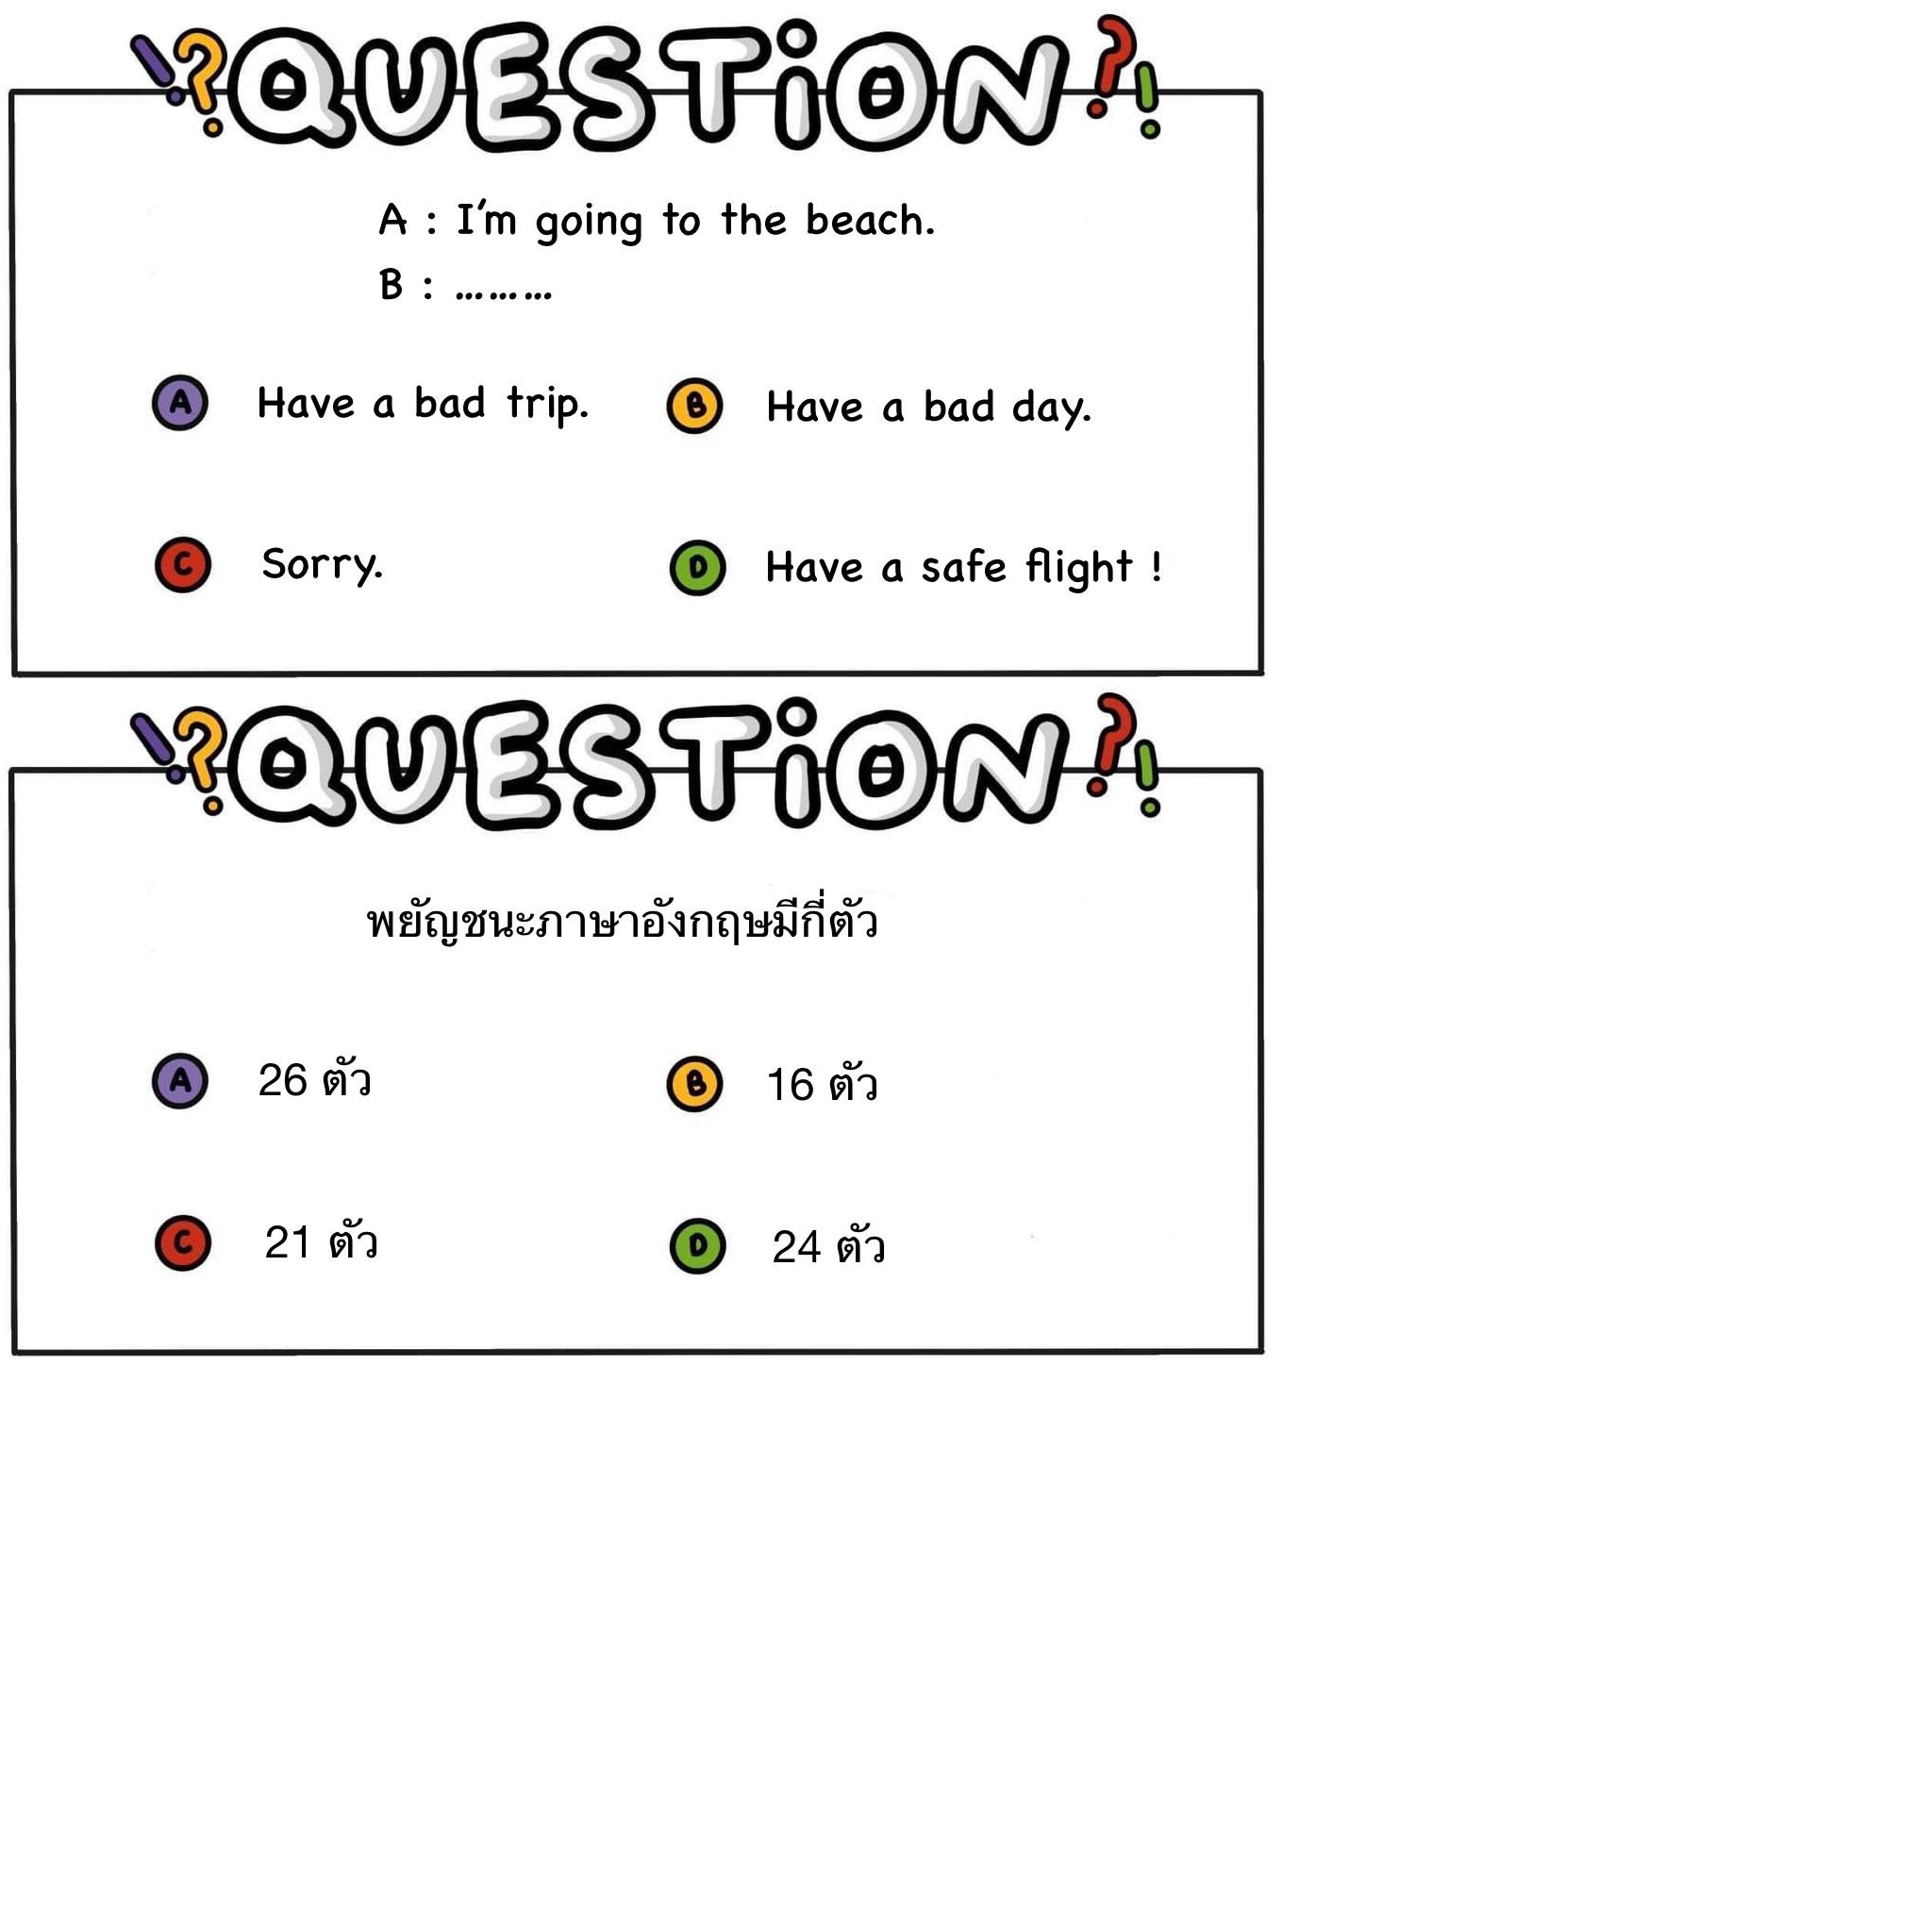 QUESTION
A : I'm going to the beach.
B : .........
A Have a bad trip.
B Have a bad day.
C Sorry.
D Have a safe flight !
QUESTION
พยัญชนะภาษาอังกฤษมีกี่ตัว
A 26 ตัว
B 16 ตัว
C 21 ตัว
D 24 ตัว